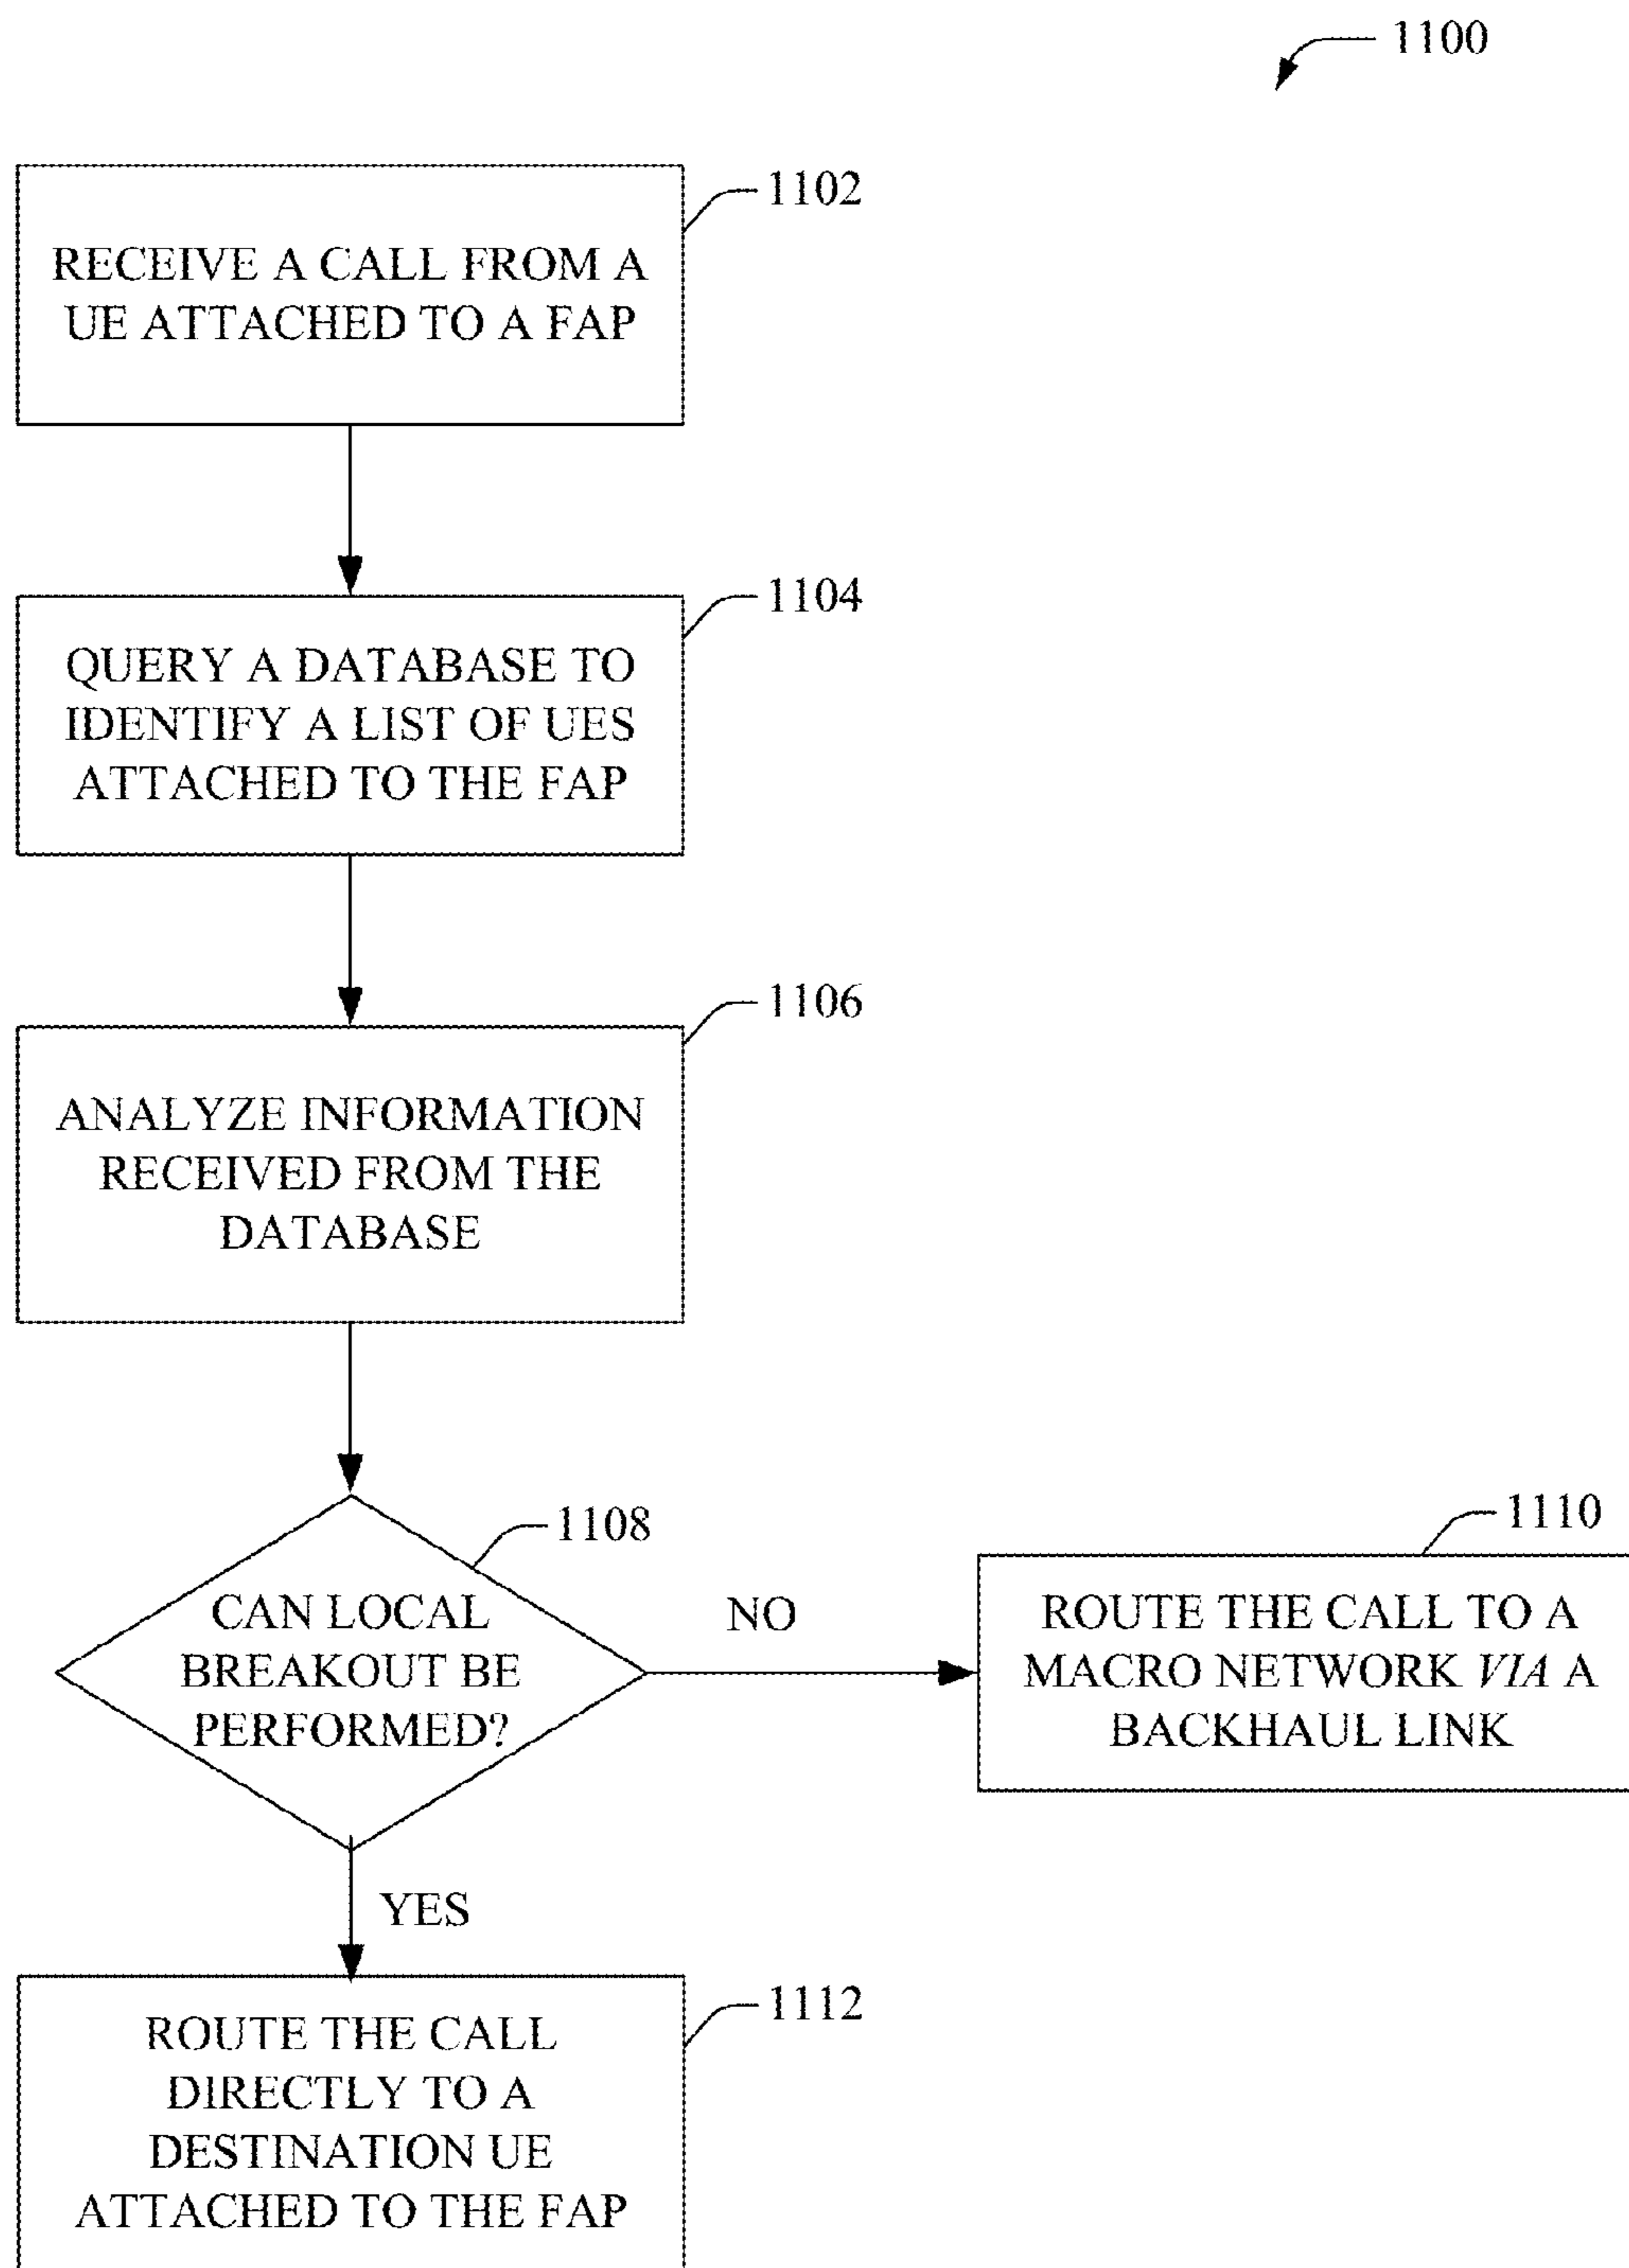 1100
1102
RECEIVE A CALL FROM A
UE ATTACHED TO A FAP
1104
QUERY A DATABASE TO
IDENTIFY A LIST OF UES
ATTACHED TO THE FAP
1106
ANALYZE INFORMATION
RECEIVED FROM THE
DATABASE
1108
CAN LOCAL
BREAKOUT BE
PERFORMED?
NO
1110
ROUTE THE CALL TO A
MACRO NETWORK VIA A
BACKHAUL LINK
YES
1112
ROUTE THE CALL
DIRECTLY TO A
DESTINATION UE
ATTACHED TO THE FAP